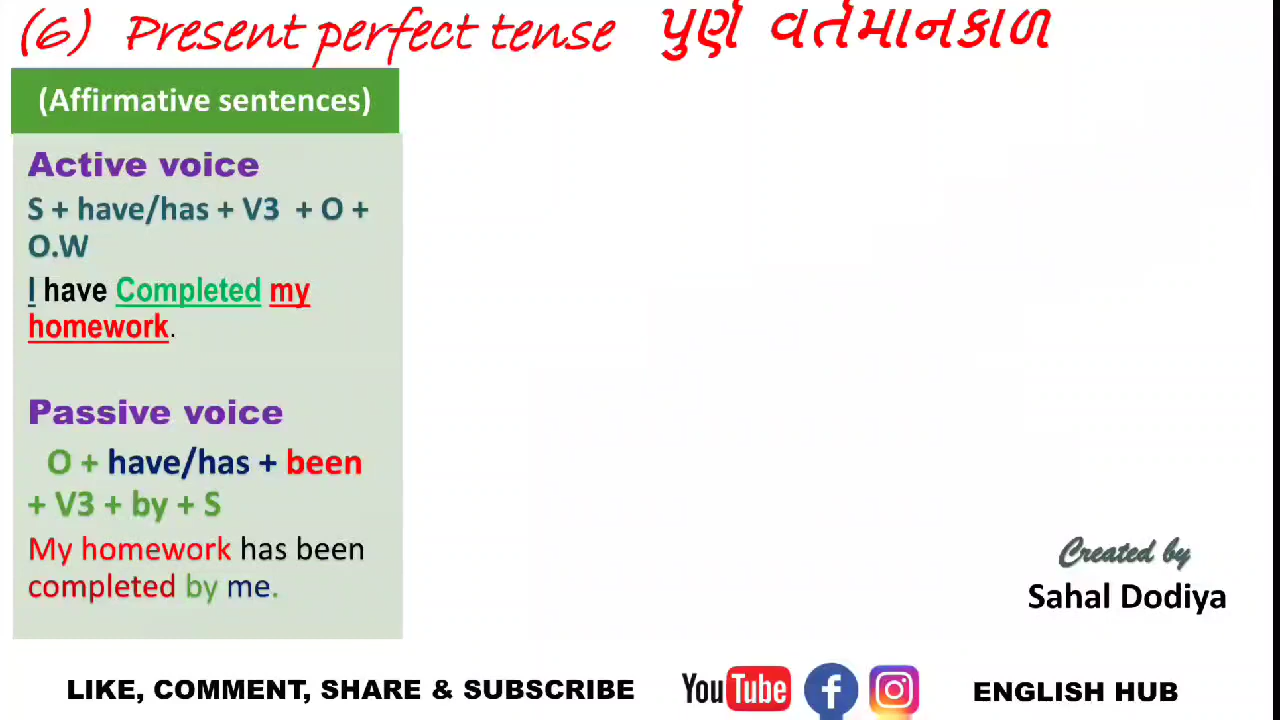 (6) Present perfect tense પુર્ણ વર્તમાનકાળ
(Affirmative sentences)
Active voice
S + have/has + V3 + O +
O.W
I have Completed my
homework.
Passive voice
O + have/has + been
+ V3 + by + S
My homework has been
completed by me.
Created by
Sahal Dodiya
LIKE, COMMENT, SHARE & SUBSCRIBE YouTube f ENGLISH HUB